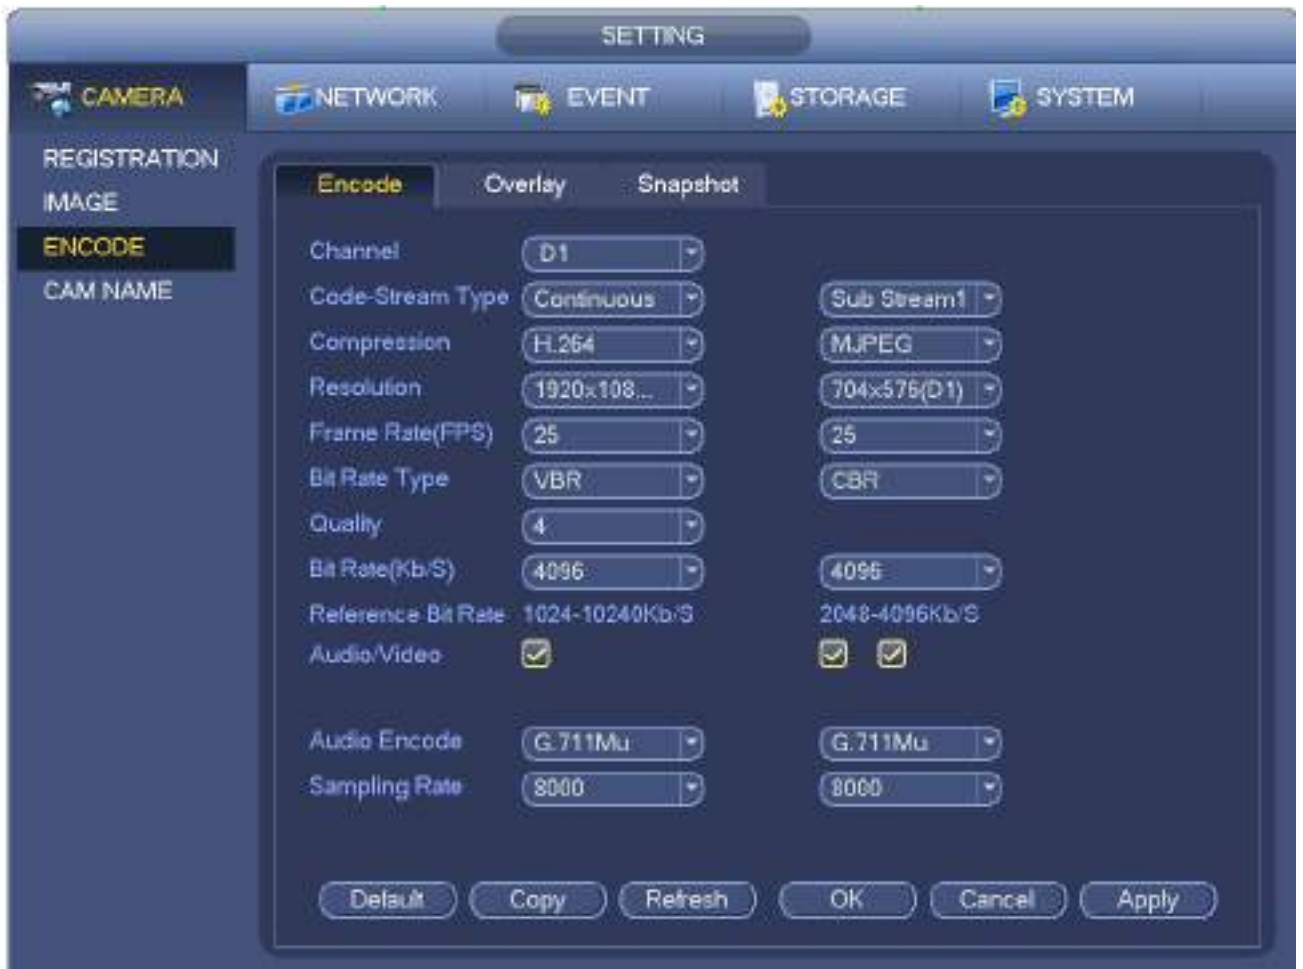 SETTING
CAMERA NETWORK EVENT STORAGE SYSTEM
REGISTRATION
IMAGE
ENCODE
CAM NAME
Encode Overlay Snapshot
Channel D1
Code-Stream Type Continuous Sub Stream1
Compression H.264 MJPEG
Resolution 1920x108... 704x576(D1)
Frame Rate(FPS) 25 25
Bit Rate Type VBR CBR
Quality 4
Bit Rate(Kb/S) 4096 4096
Reference Bit Rate 1024-10240Kb/S 2048-4096Kb/S
Audio/Video
Audio Encode G.711Mu G.711Mu
Sampling Rate 8000 8000
Default Copy Refresh OK Cancel Apply